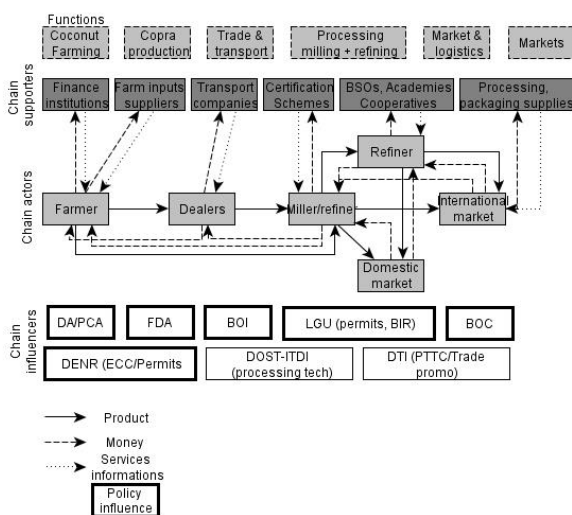 Functions
Coconut
Farming
Copra
production
Trade &
transport
Processing
milling + refining
Market &
logistics
Markets
Chain
supporters
Finance
institutions
Farm inputs
suppliers
Transport
companies
Certification
Schemes
BSOs, Academies
Cooperatives
Processing,
packaging supplies
Chain actors
Refiner
Farmer
Dealers
Miller/refine
International
market
Domestic
market
Chain
influencers
DA/PCA
FDA
BOI
LGU (permits, BIR)
BOC
DENR (ECC/Permits
DOST-ITDI
(processing tech)
DTI (PTTC/Trade
promo)
Product
Money
Services
informations
Policy
influence